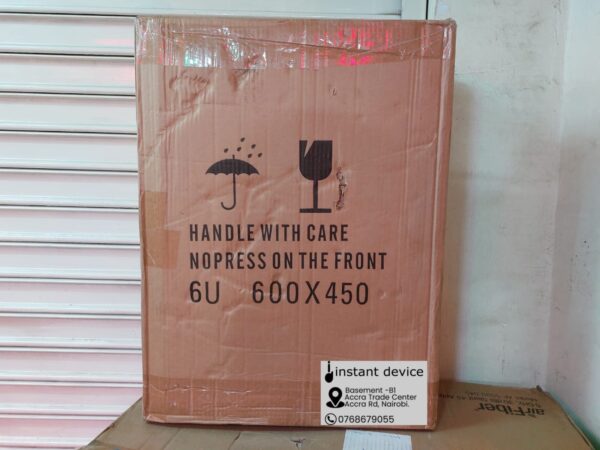 HANDLE WITH CARE
NOPRESS ON THE FRONT
6U 600X450
instant device
Basement -B1
Accra Trade Center
Accra Rd, Nairobi.
0768679055
airFiber